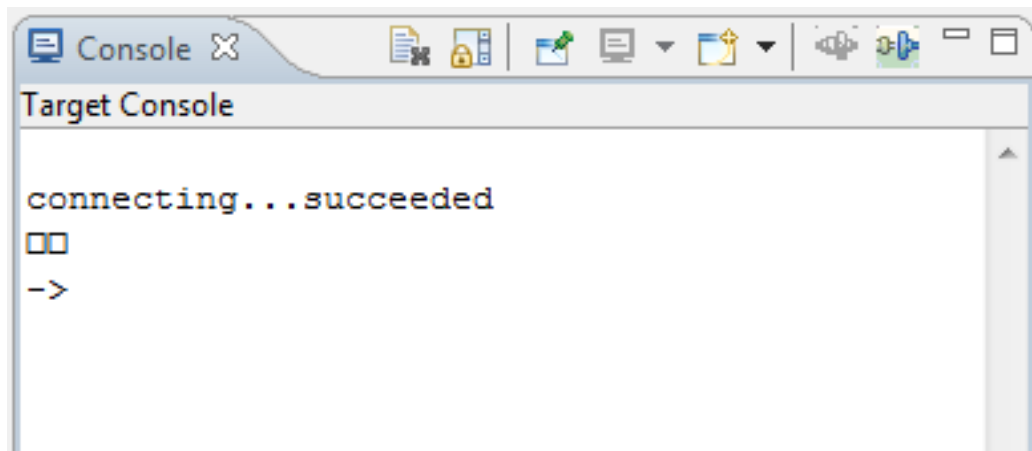 Console
Target Console
connecting...succeeded
□□
->